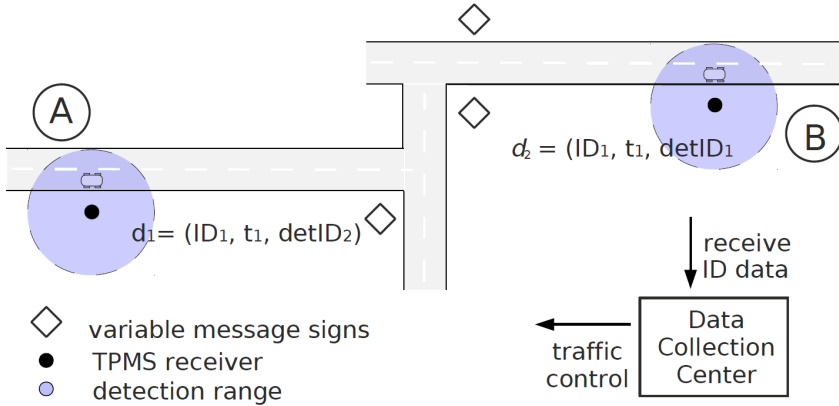 A
B
d₂ = (ID₁, t₁, detID₁
d₁= (ID₁, t₁, detID₂)
receive
ID data
variable message signs
TPMS receiver
detection range
traffic
control
Data
Collection
Center